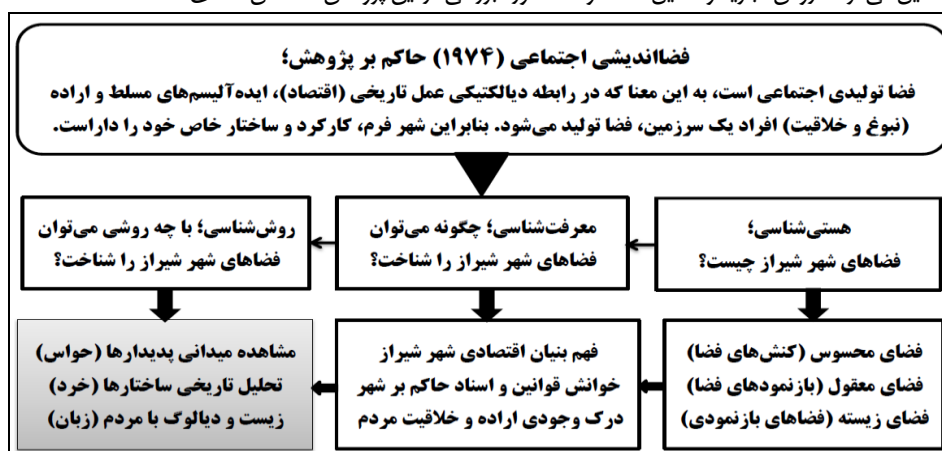 فضااندیشی اجتماعی (۱۹۷۴) حاکم بر پژوهش؛
فضا تولیدی اجتماعی است، به این معنا که در رابطه دیالکتیکی عمل تاریخی (اقتصاد)، ایده‌آلیسم‌های مسلط و اراده
(نبوغ و خلاقیت) افراد یک سرزمین، فضا تولید می‌شود. بنابراین شهر فرم، کارکرد و ساختار خاص خود را داراست.
هستی‌شناسی؛
فضاهای شهر شیراز چیست؟
معرفت‌شناسی؛ چگونه می‌توان
فضاهای شهر شیراز را شناخت؟
روش‌شناسی؛ با چه روشی می‌توان
فضاهای شهر شیراز را شناخت؟
فضای محسوس (کنش‌های فضا)
فضای معقول (بازنمودهای فضا)
فضای زیسته (فضاهای بازنمودی)
فهم بنیان اقتصادی شهر شیراز
خوانش قوانین و اسناد حاکم بر شهر
درک وجودی اراده و خلاقیت مردم
مشاهده میدانی پدیدارها (حواس)
تحلیل تاریخی ساختارها (خرد)
زیست و دیالوگ با مردم (زبان)